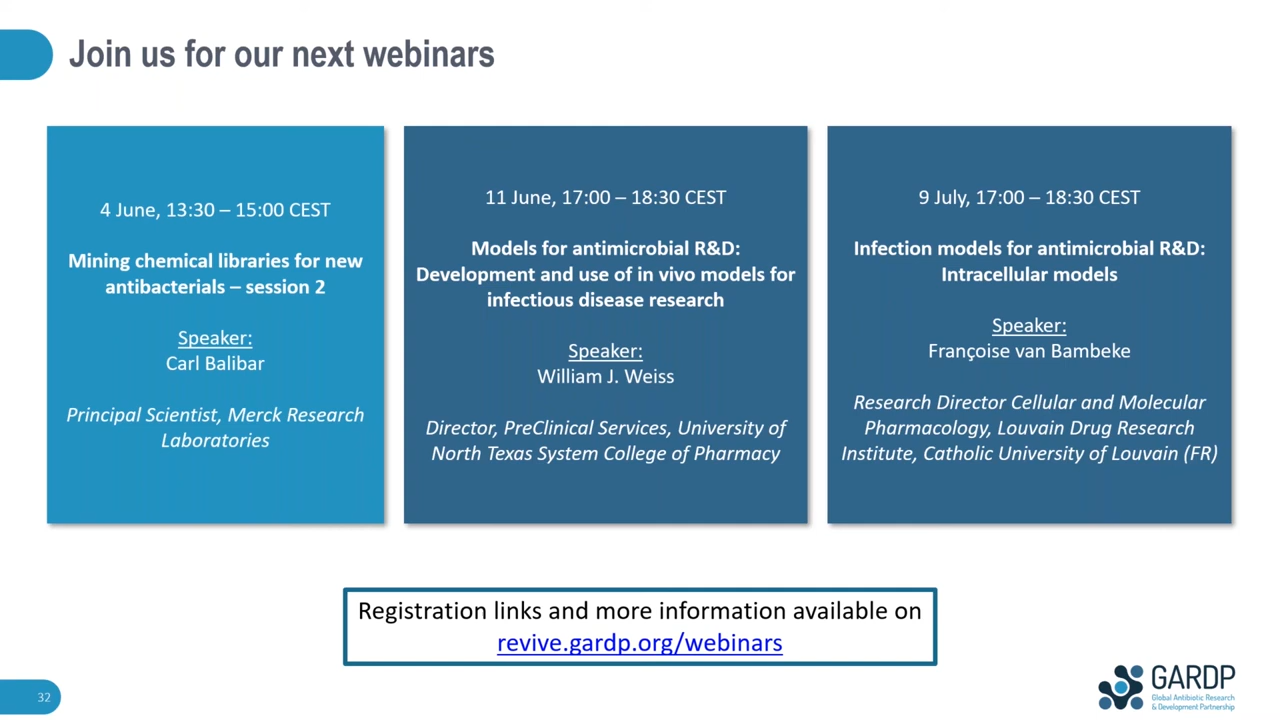 Join us for our next webinars
4 June, 13:30 – 15:00 CEST
Mining chemical libraries for new
antibacterials – session 2
Speaker:
Carl Balibar
Principal Scientist, Merck Research
Laboratories
11 June, 17:00 – 18:30 CEST
Models for antimicrobial R&D:
Development and use of in vivo models for
infectious disease research
Speaker:
William J. Weiss
Director, PreClinical Services, University of
North Texas System College of Pharmacy
9 July, 17:00 – 18:30 CEST
Infection models for antimicrobial R&D:
Intracellular models
Speaker:
Françoise van Bambeke
Research Director Cellular and Molecular
Pharmacology, Louvain Drug Research
Institute, Catholic University of Louvain (FR)
Registration links and more information available on
revive.gardp.org/webinars
32
GARDP
Global Antibiotic Research
& Development Partnership